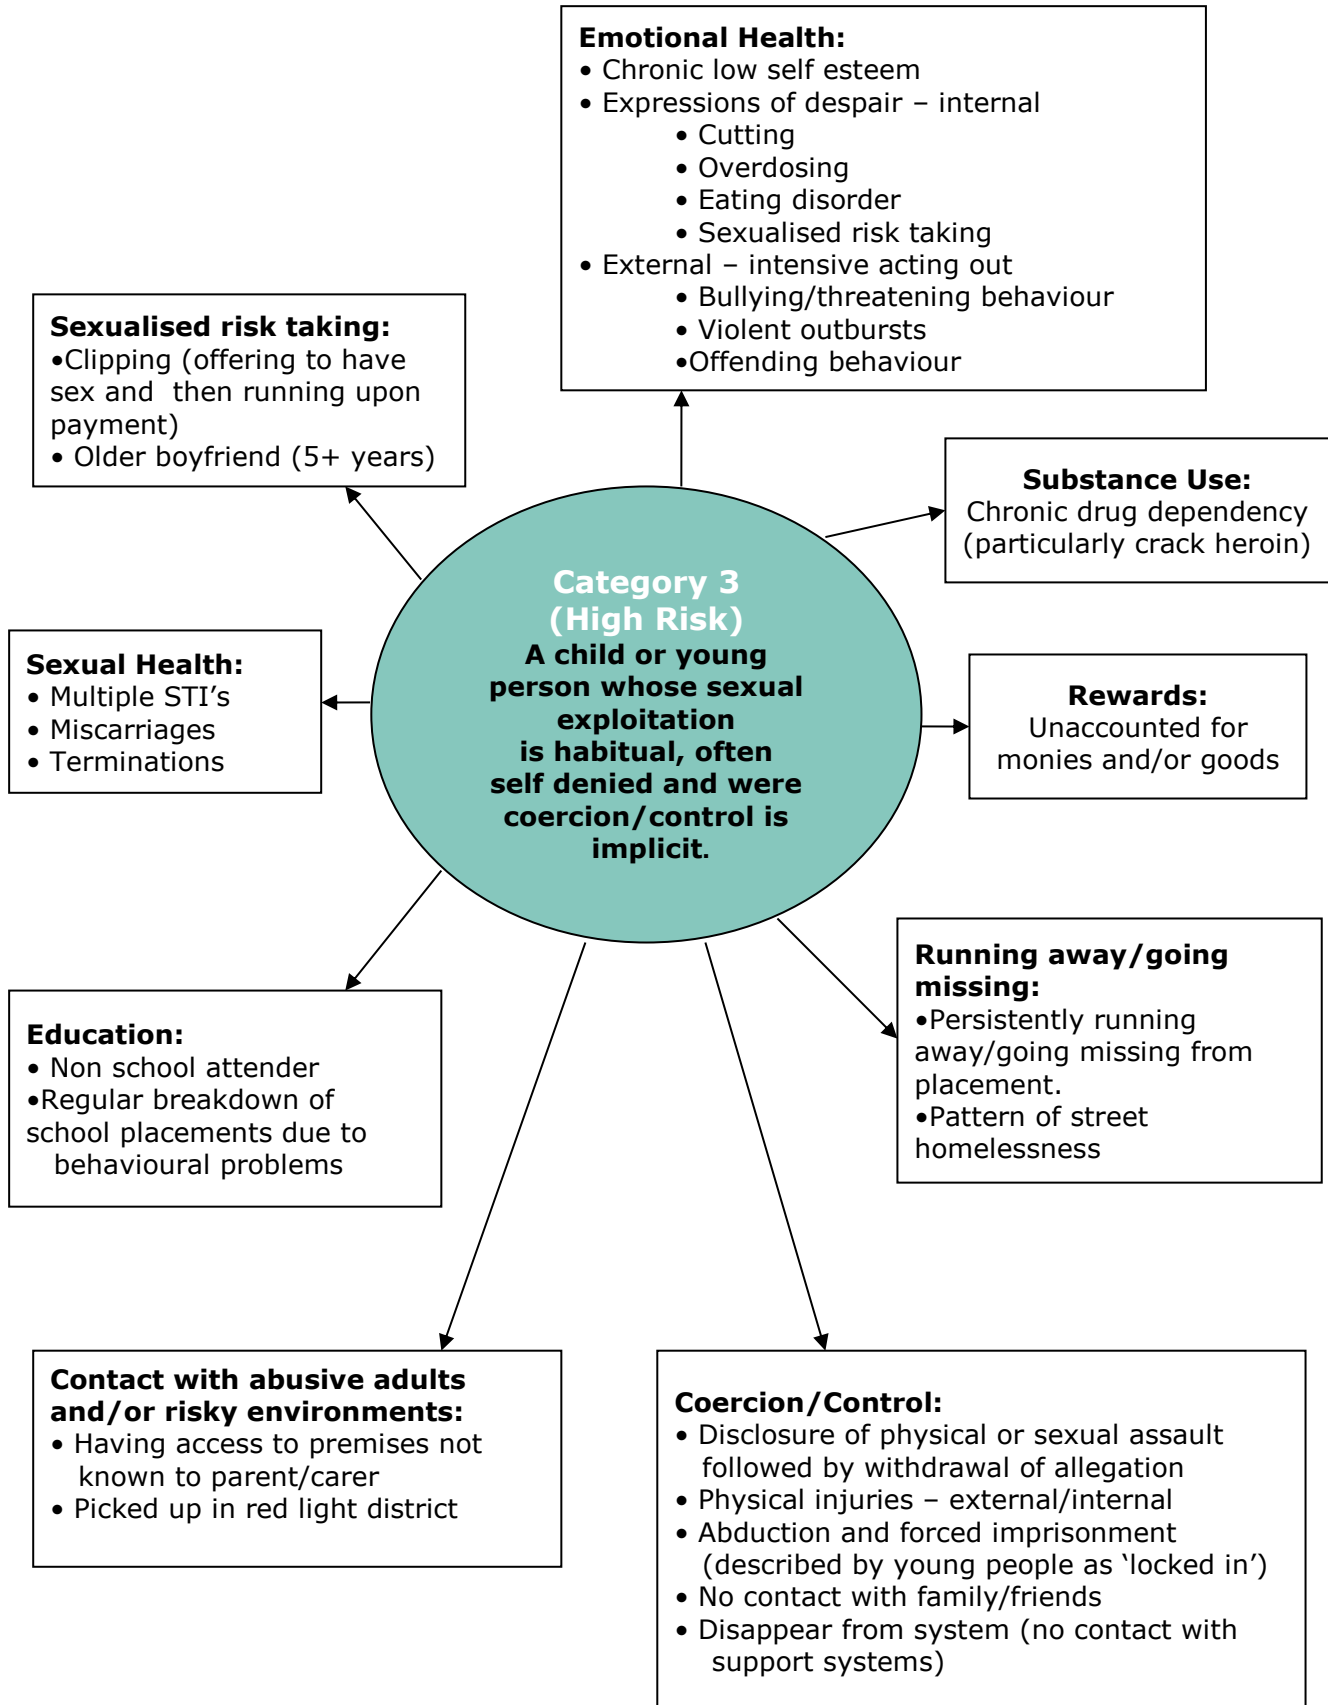 Emotional Health:
• Chronic low self esteem
• Expressions of despair – internal
• Cutting
• Overdosing
• Eating disorder
• Sexualised risk taking
• External – intensive acting out
• Bullying/threatening behaviour
• Violent outbursts
•Offending behaviour
Sexualised risk taking:
•Clipping (offering to have
sex and  then running upon
payment)
• Older boyfriend (5+ years)
Substance Use:
Chronic drug dependency
(particularly crack heroin)
Category 3
(High Risk)
A child or young
person whose sexual
exploitation
is habitual, often
self denied and were
coercion/control is
implicit.
Sexual Health:
• Multiple STI’s
• Miscarriages
• Terminations
Rewards:
Unaccounted for
monies and/or goods
Running away/going
missing:
•Persistently running
away/going missing from
placement.
•Pattern of street
homelessness
Education:
• Non school attender
•Regular breakdown of
school placements due to
behavioural problems
Contact with abusive adults
and/or risky environments:
• Having access to premises not
known to parent/carer
• Picked up in red light district
Coercion/Control:
• Disclosure of physical or sexual assault
followed by withdrawal of allegation
• Physical injuries – external/internal
• Abduction and forced imprisonment
(described by young people as ‘locked in’)
• No contact with family/friends
• Disappear from system (no contact with
support systems)